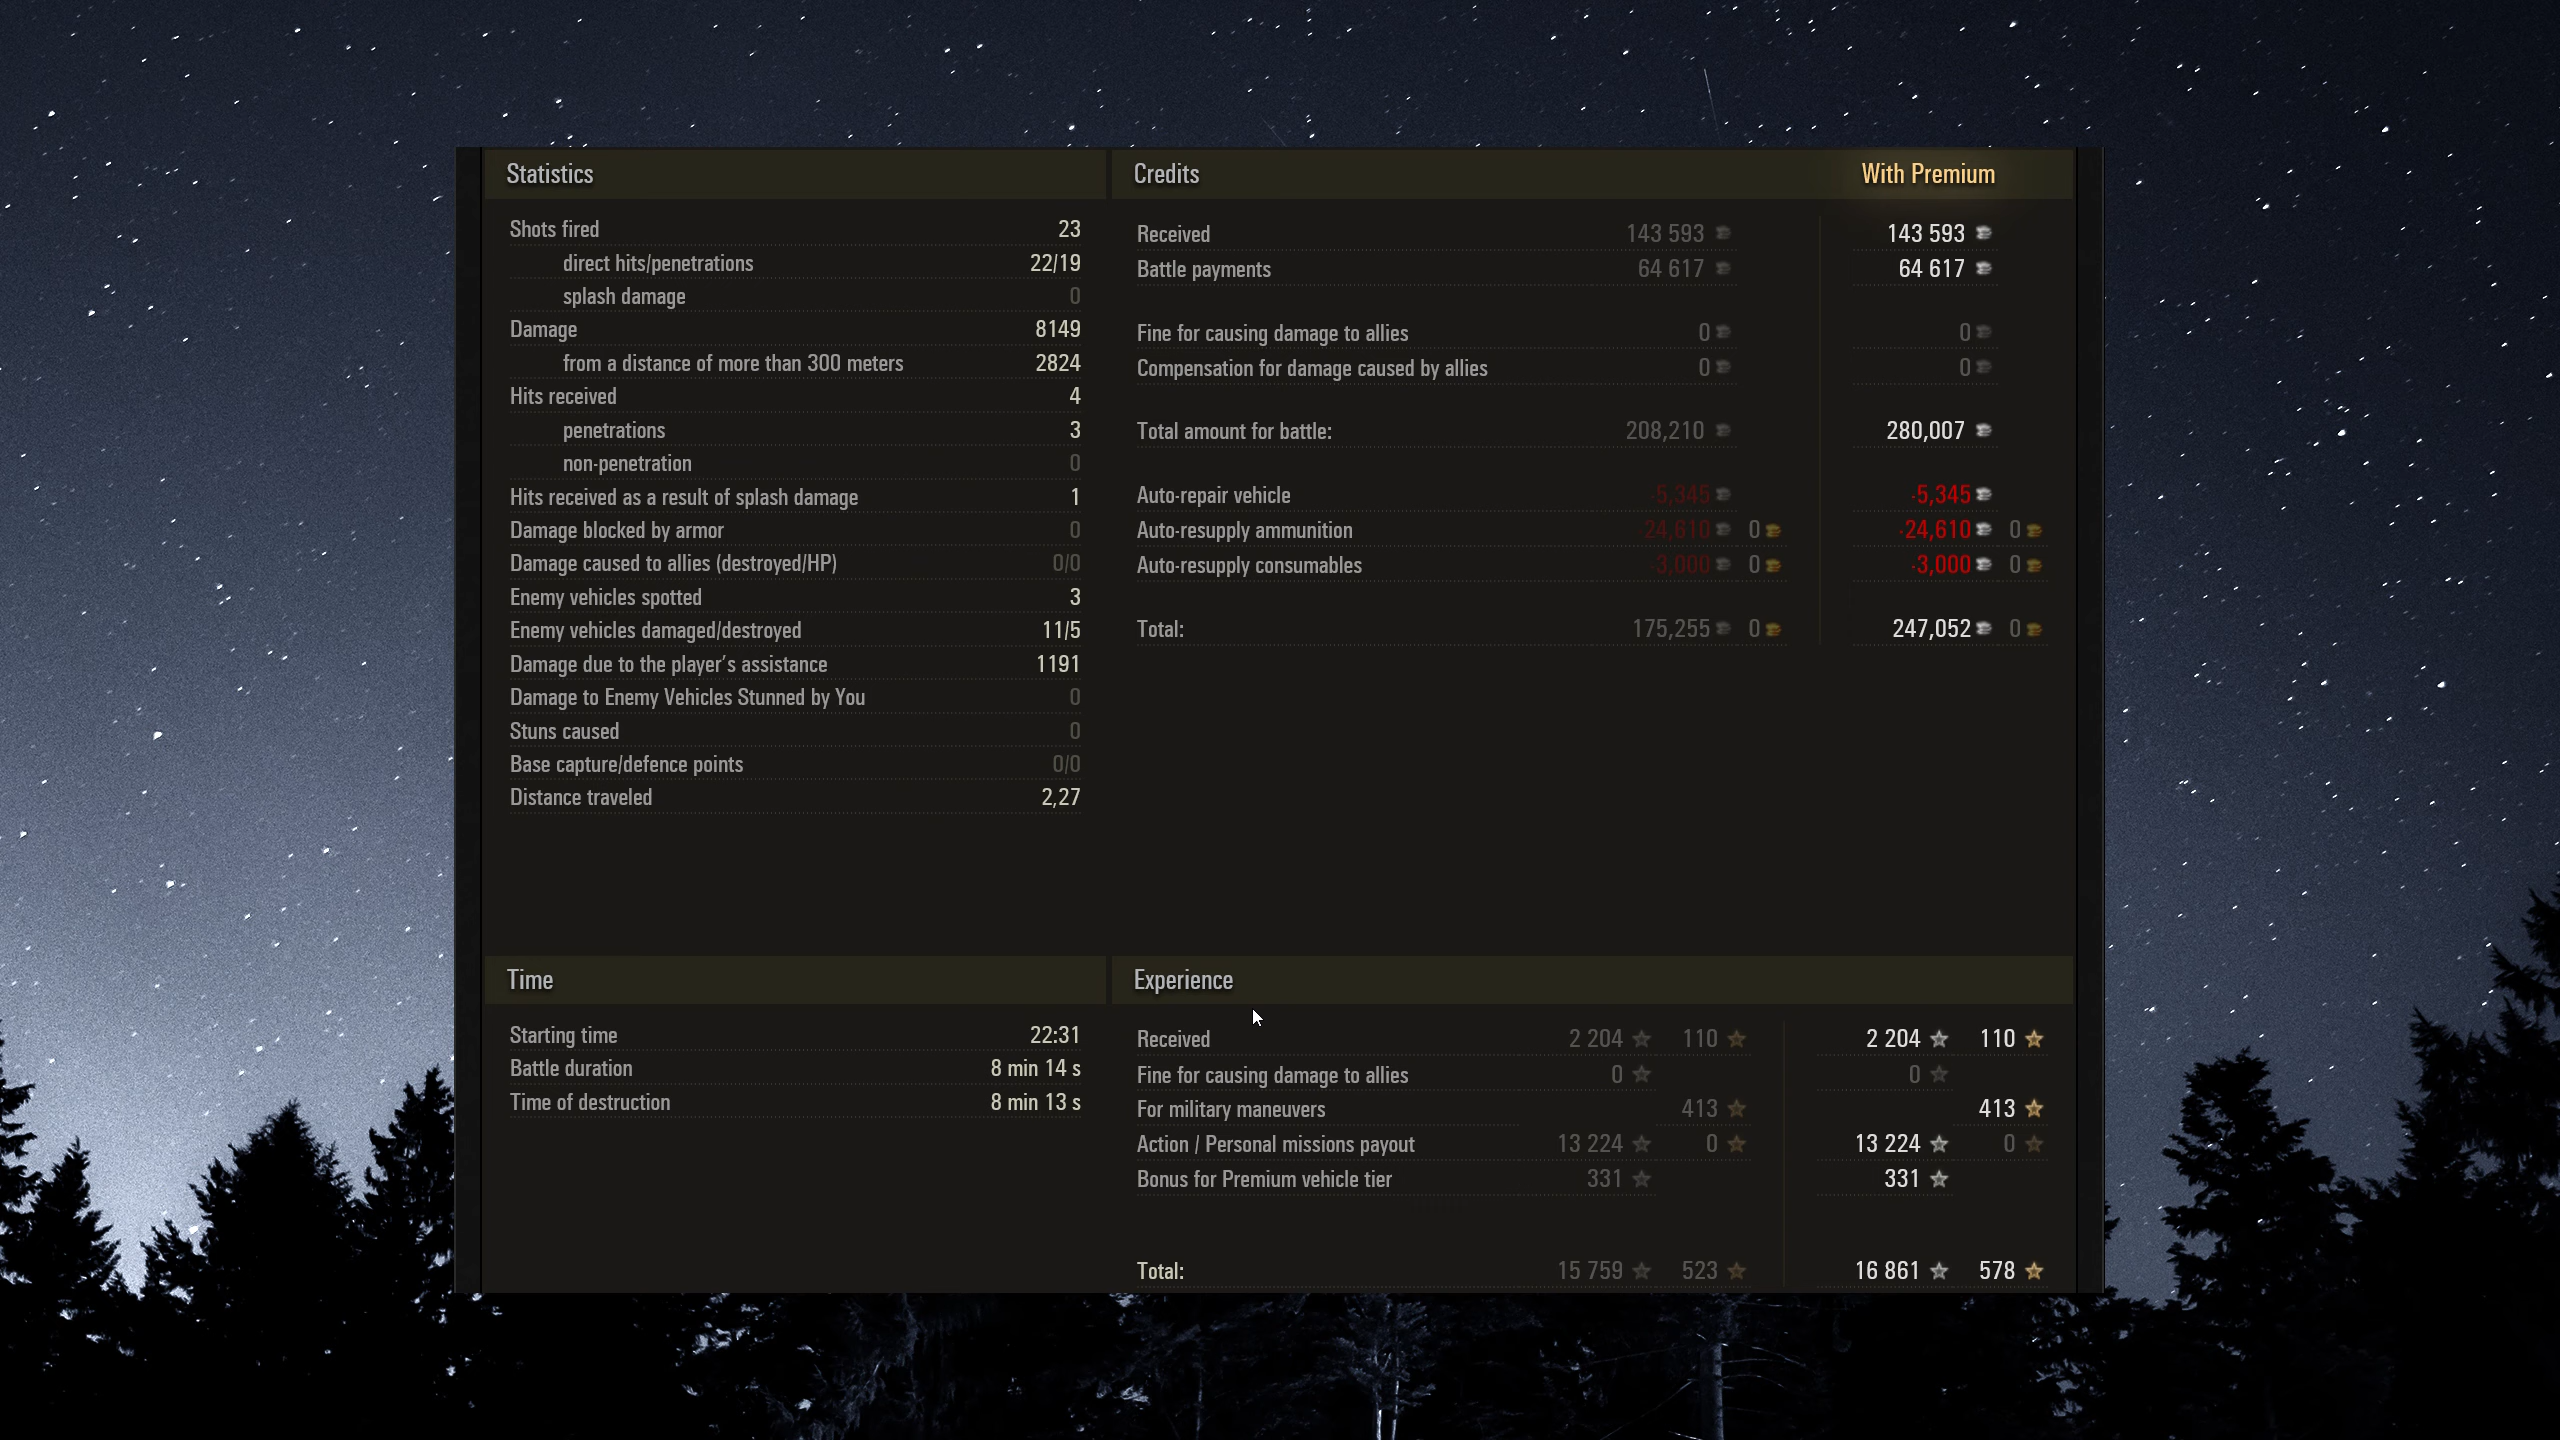 Statistics
Shots fired 23
direct hits/penetrations 22/19
splash damage 0
Damage 8149
from a distance of more than 300 meters 2824
Hits received 4
penetrations 3
non-penetration 0
Hits received as a result of splash damage 1
Damage blocked by armor 0
Damage caused to allies (destroyed/HP) 0/0
Enemy vehicles spotted 3
Enemy vehicles damaged/destroyed 11/5
Damage due to the player's assistance 1191
Damage to Enemy Vehicles Stunned by You 0
Stuns caused 0
Base capture/defence points 0/0
Distance traveled 2,27
Credits With Premium
Received 143 593 143 593
Battle payments 64 617 64 617
Fine for causing damage to allies 0 0
Compensation for damage caused by allies 0 0
Total amount for battle: 208,210 280,007
Auto-repair vehicle -5,345 -5,345
Auto-resupply ammunition -24,610 0 -24,610 0
Auto-resupply consumables -3,000 0 -3,000 0
Total: 175,255 0 247,052 0
Time
Starting time 22:31
Battle duration 8 min 14 s
Time of destruction 8 min 13 s
Experience
Received 2 204 110 2 204 110
Fine for causing damage to allies 0 0
For military maneuvers 413 413
Action / Personal missions payout 13 224 0 13 224 0
Bonus for Premium vehicle tier 331 331
Total: 15 759 523 16 861 578